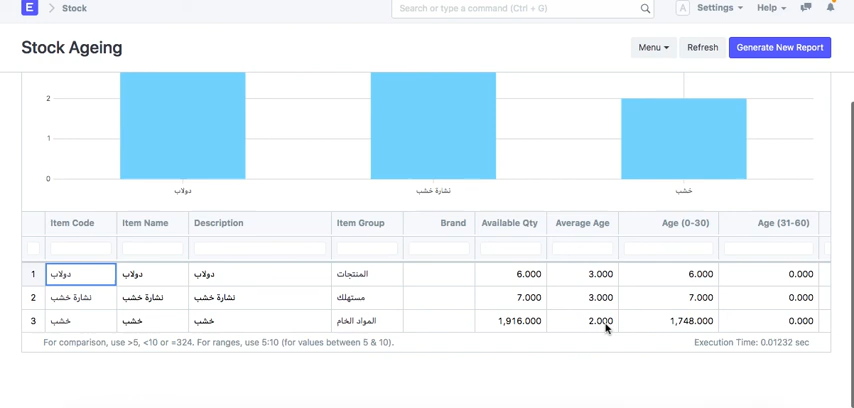 E > Stock
Search or type a command (Ctrl + G)
A Settings Help
Stock Ageing
Menu Refresh Generate New Report
2
1
0
دولاب نشارة خشب خشب
Item Code Item Name Description Item Group Brand Available Qty Average Age Age (0-30) Age (31-60)
1 دولاب دولاب دولاب المنتجات 6.000 3.000 6.000 0.000
2 نشارة خشب نشارة خشب نشارة خشب مستهلك 7.000 3.000 7.000 0.000
3 خشب خشب خشب المواد الخام 1,916.000 2.000 1,748.000 0.000
For comparison, use >5, <10 or =324. For ranges, use 5:10 (for values between 5 & 10). Execution Time: 0.01232 sec